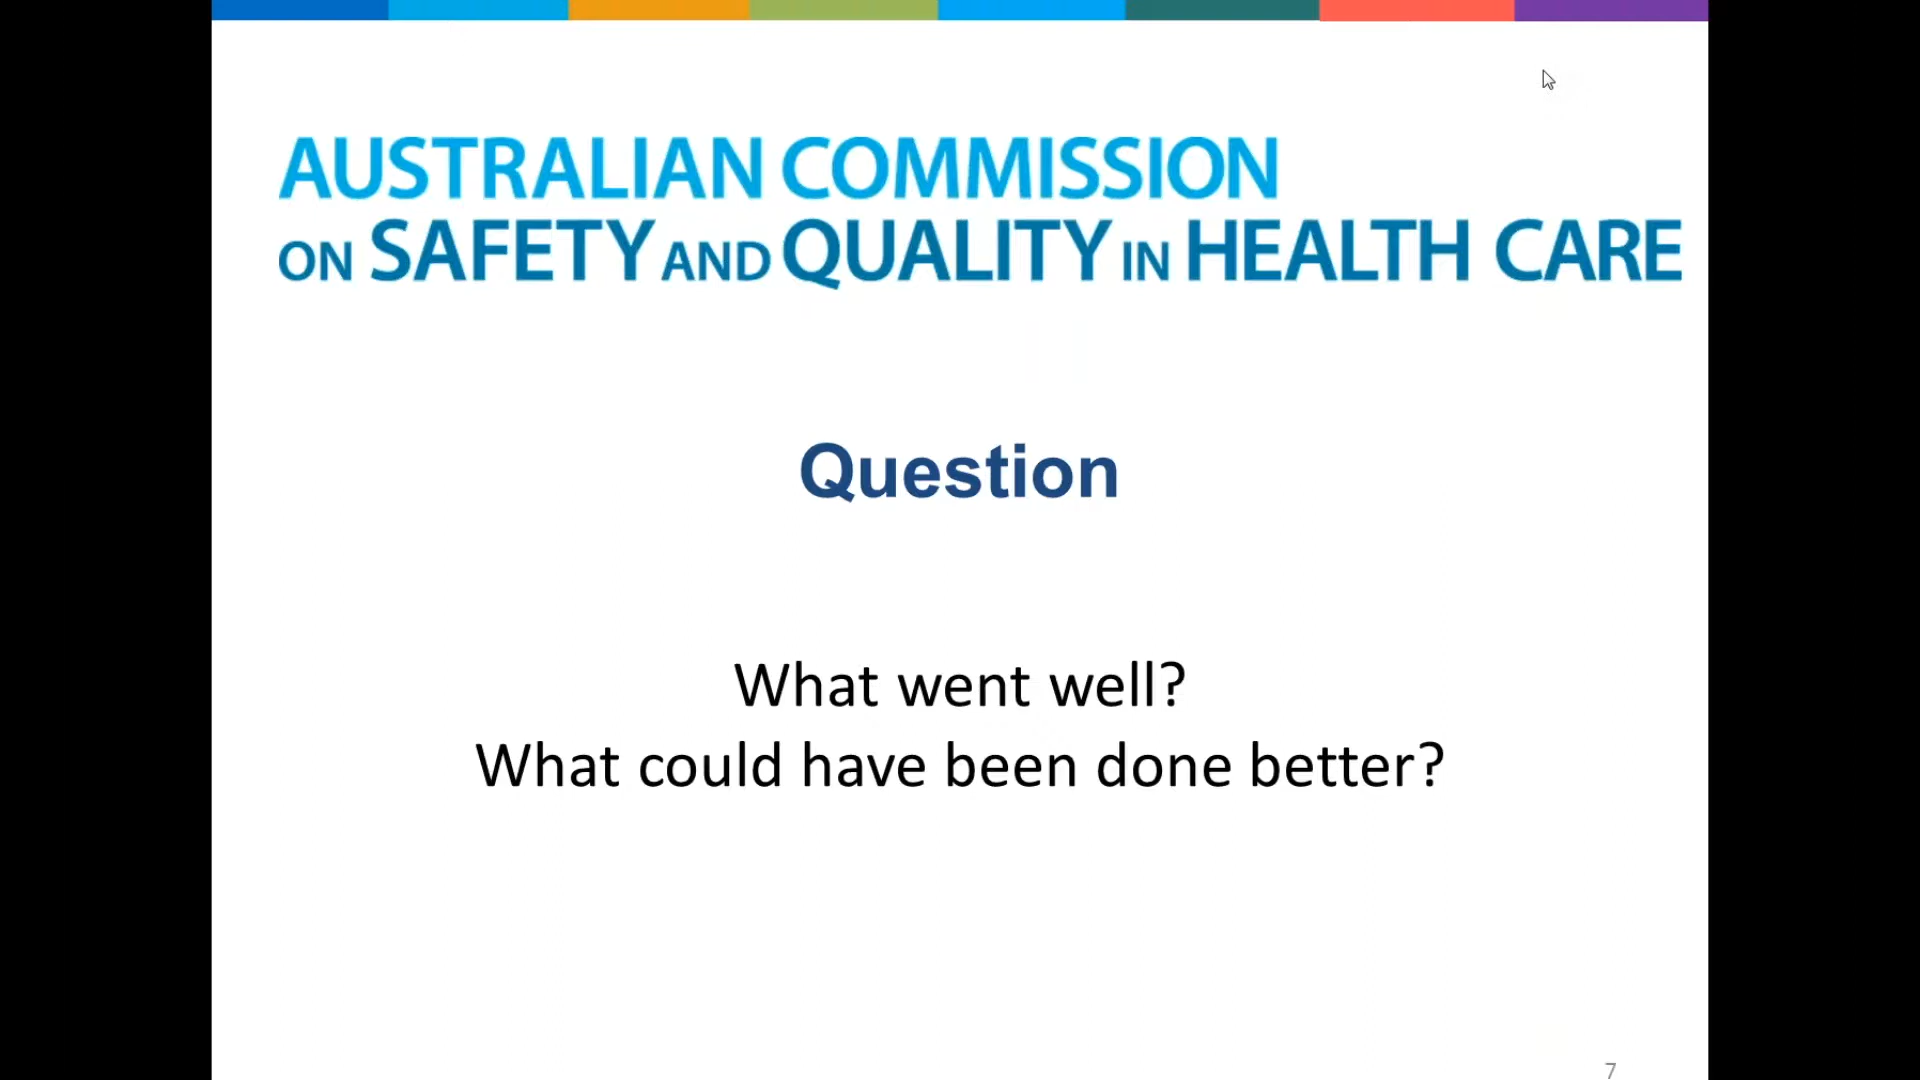 AUSTRALIAN COMMISSION
ON SAFETY AND QUALITY IN HEALTH CARE
Question
What went well?
What could have been done better?
7